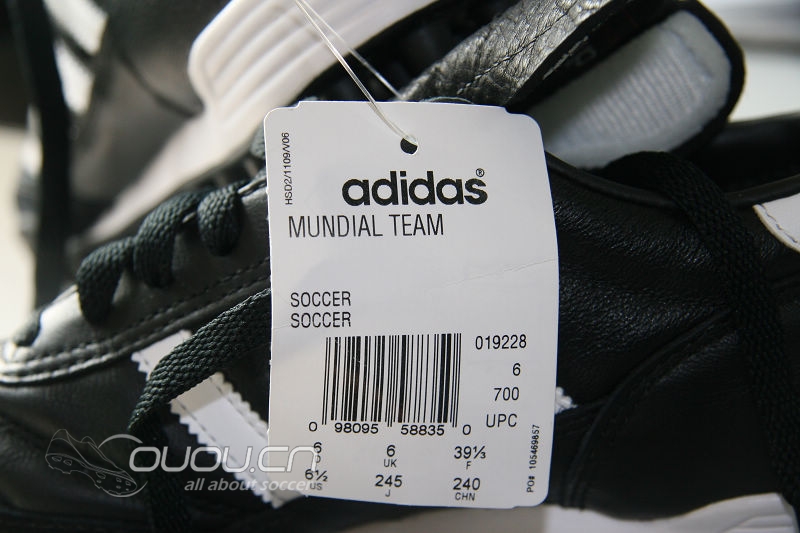 HSD2/1109/V06
adidas®
MUNDIAL TEAM
SOCCER
SOCCER
019228
6
700
UPC
0 98095 58835 0
6 6 39⅓
D UK F
6½ 245 240
US J CHN
PO# 105469857
OUOU.cn
all about soccer